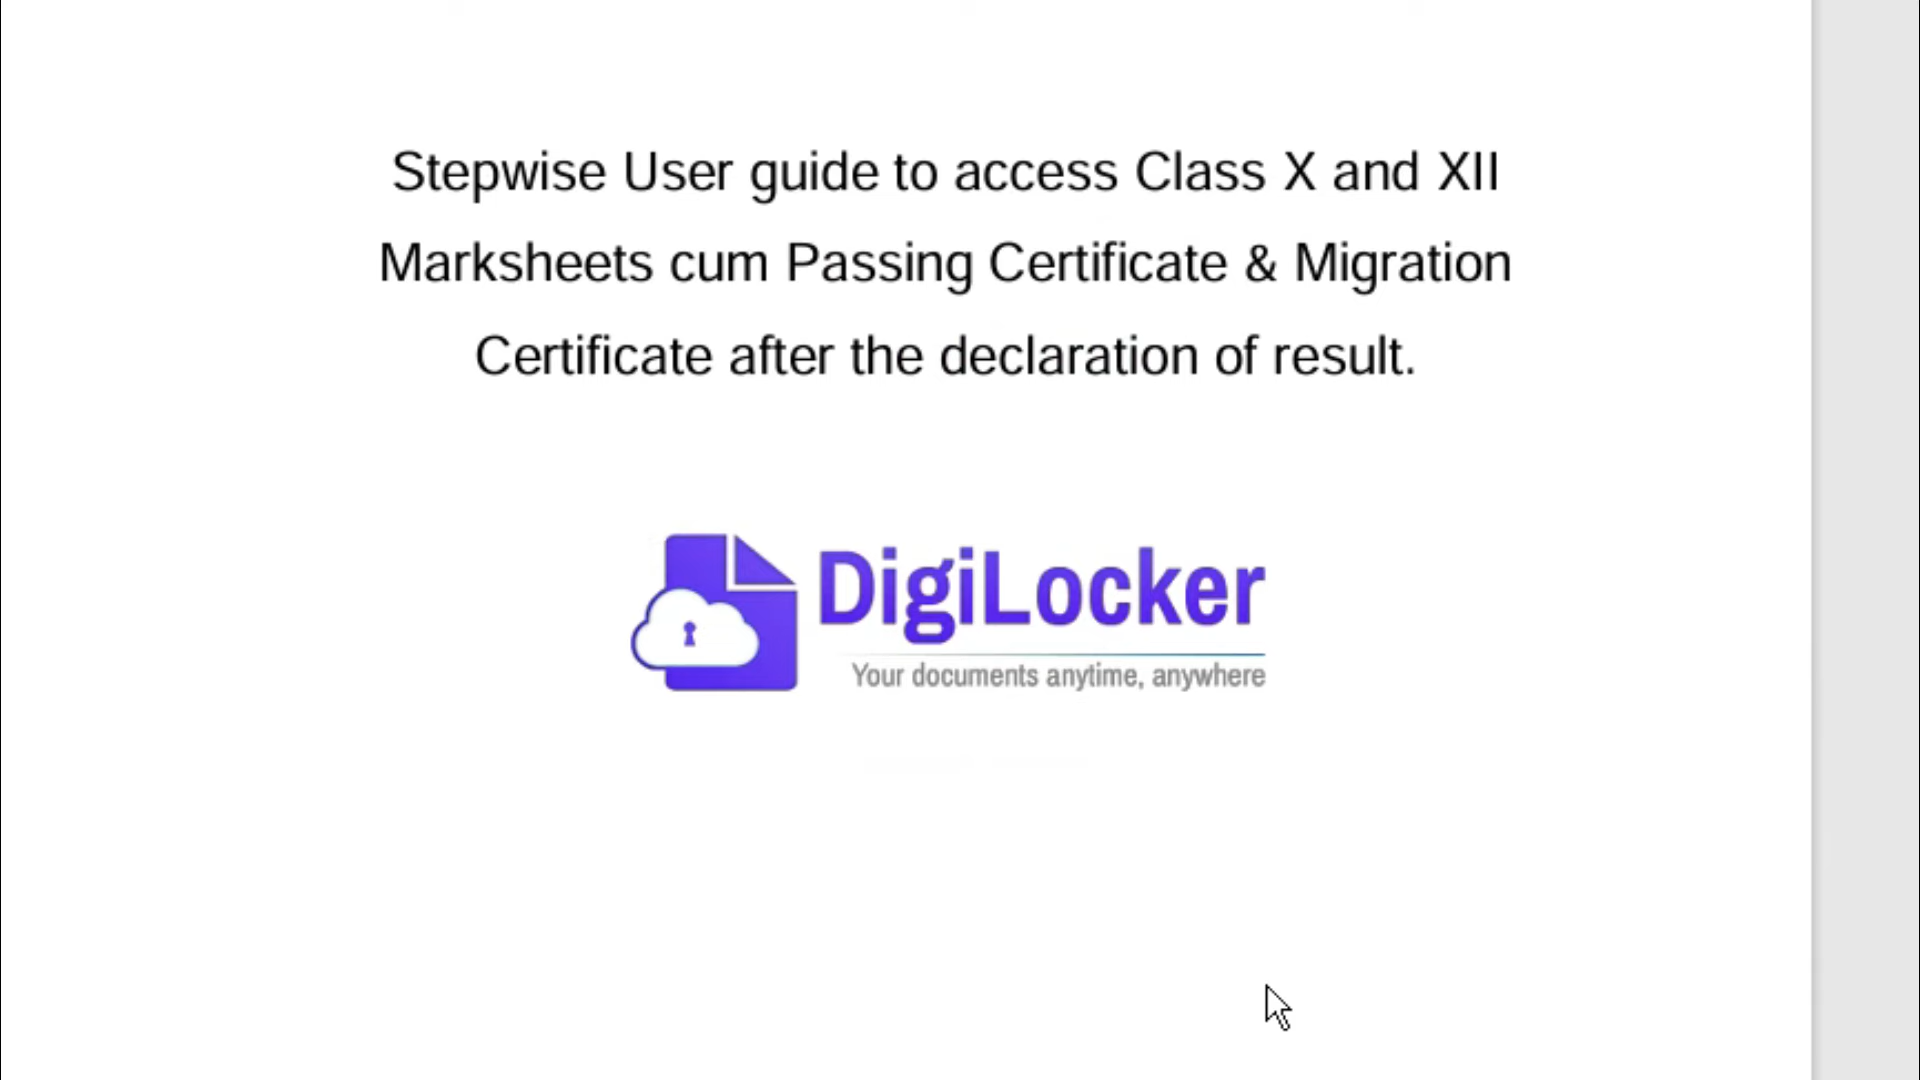 Stepwise User guide to access Class X and XII
Marksheets cum Passing Certificate & Migration
Certificate after the declaration of result.
DigiLocker
Your documents anytime, anywhere